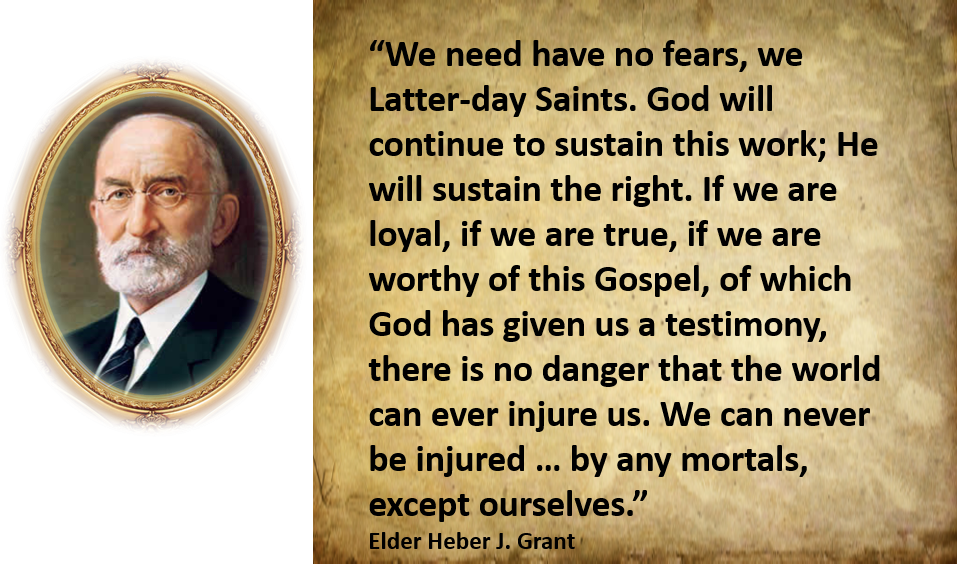 “We need have no fears, we
Latter-day Saints. God will
continue to sustain this work; He
will sustain the right. If we are
loyal, if we are true, if we are
worthy of this Gospel, of which
God has given us a testimony,
there is no danger that the world
can ever injure us. We can never
be injured … by any mortals,
except ourselves.”
Elder Heber J. Grant